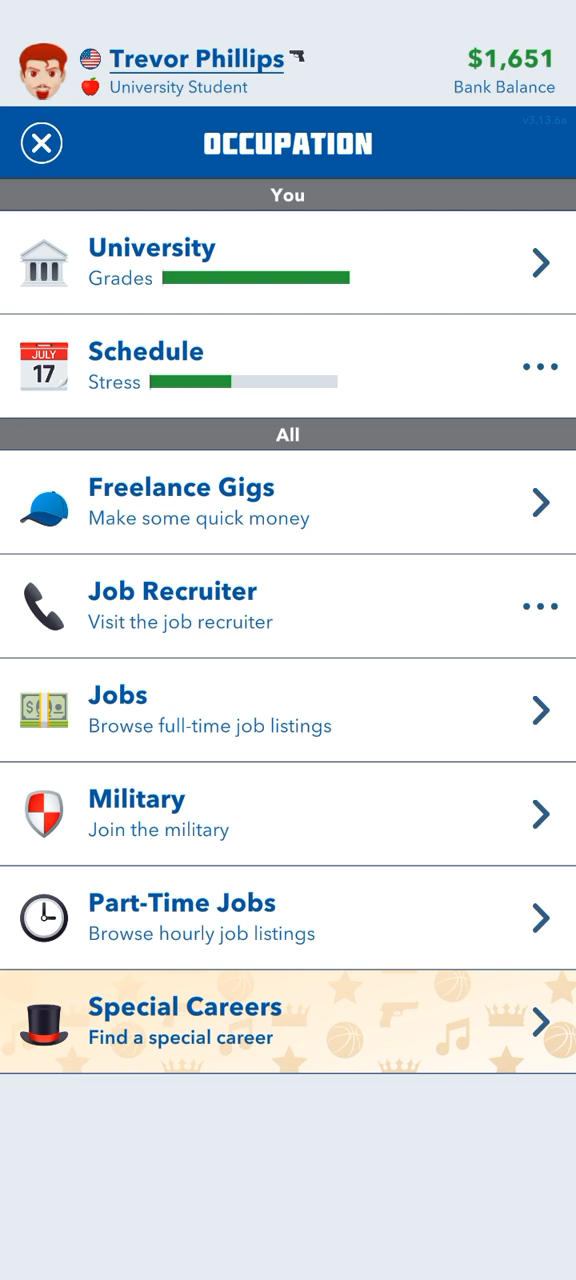 Trevor Phillips
$1,651
University Student
Bank Balance
v3.13.6a
OCCUPATION
You
University
Grades
JULY
17
Schedule
Stress
All
Freelance Gigs
Make some quick money
Job Recruiter
Visit the job recruiter
Jobs
Browse full-time job listings
Military
Join the military
Part-Time Jobs
Browse hourly job listings
Special Careers
Find a special career